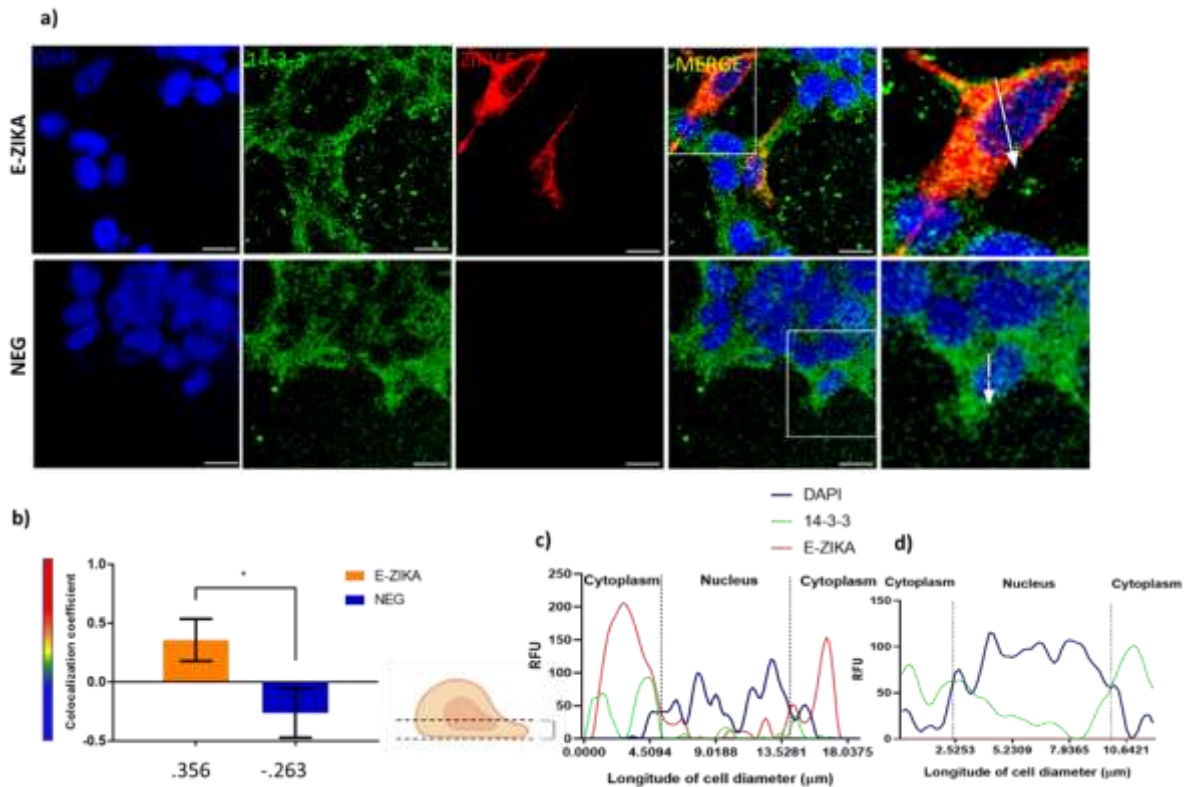 a)
DAPI
14-3-3
MERGE
E-ZIKA
NEG
b)
1.0
0.5
0.0
-0.5
Colocalization coefficient
*
E-ZIKA
NEG
.356
-.263
DAPI
14-3-3
E-ZIKA
c)
Cytoplasm
Nucleus
Cytoplasm
RFU
250
200
150
100
50
0
0.0000
4.5094
9.0188
13.5281
18.0375
Longitude of cell diameter (μm)
d)
Cytoplasm
Nucleus
Cytoplasm
RFU
150
100
50
0
2.5253
5.2309
7.9365
10.6421
Longitude of cell diameter (μm)